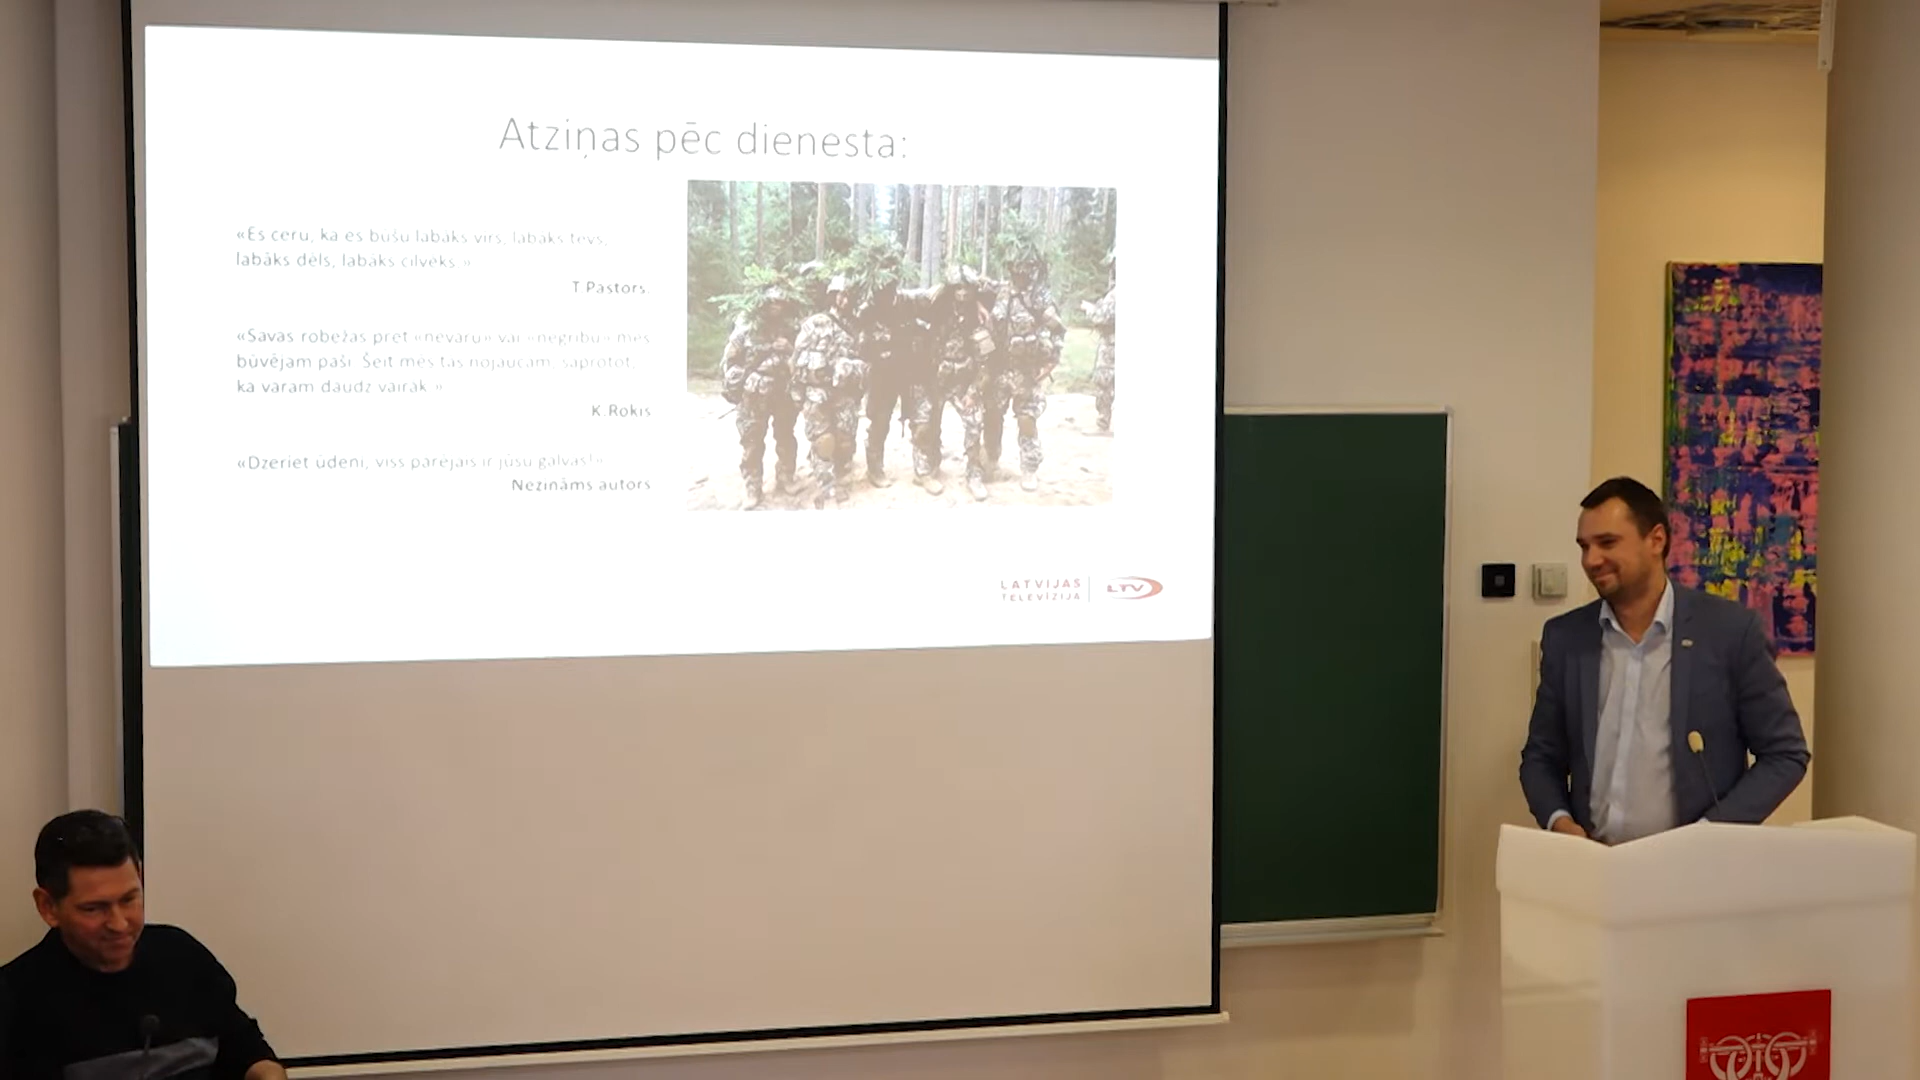 Atziņas pēc dienesta:
«Es ceru, ka es būšu labāks vīrs, labāks tēvs,
labāks dēls, labāks cilvēks.»
T.Pastors.
«Savas robežas pret «nevaru» vai «negribu» mēs
būvējam paši. Šeit mēs tās nojaucam, saprotot,
ka varam daudz vairāk.»
K.Roķis
«Dzeriet ūdeni, viss pārējais ir jūsu galvās!»
Nezināms autors
LATVIJAS
TELEVĪZIJA
LTV